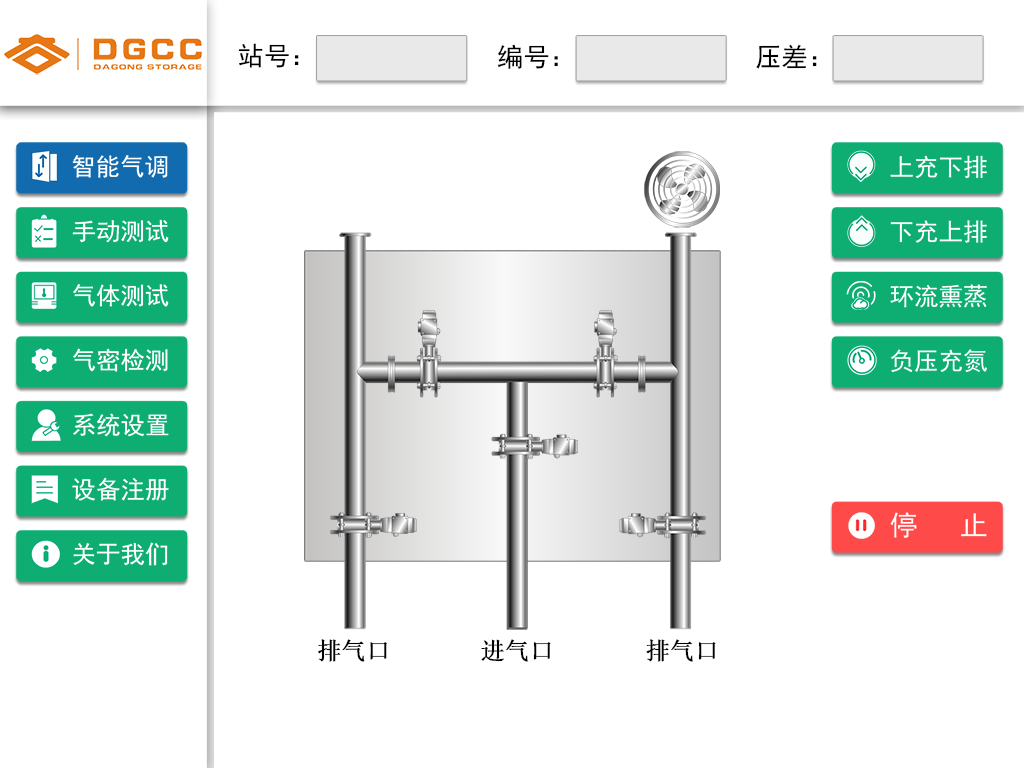 DGCC
DAGONG STORAGE
站号：
编号：
压差：
智能气调
手动测试
气体测试
气密检测
系统设置
设备注册
关于我们
上充下排
下充上排
环流熏蒸
负压充氮
停 止
排气口
进气口
排气口